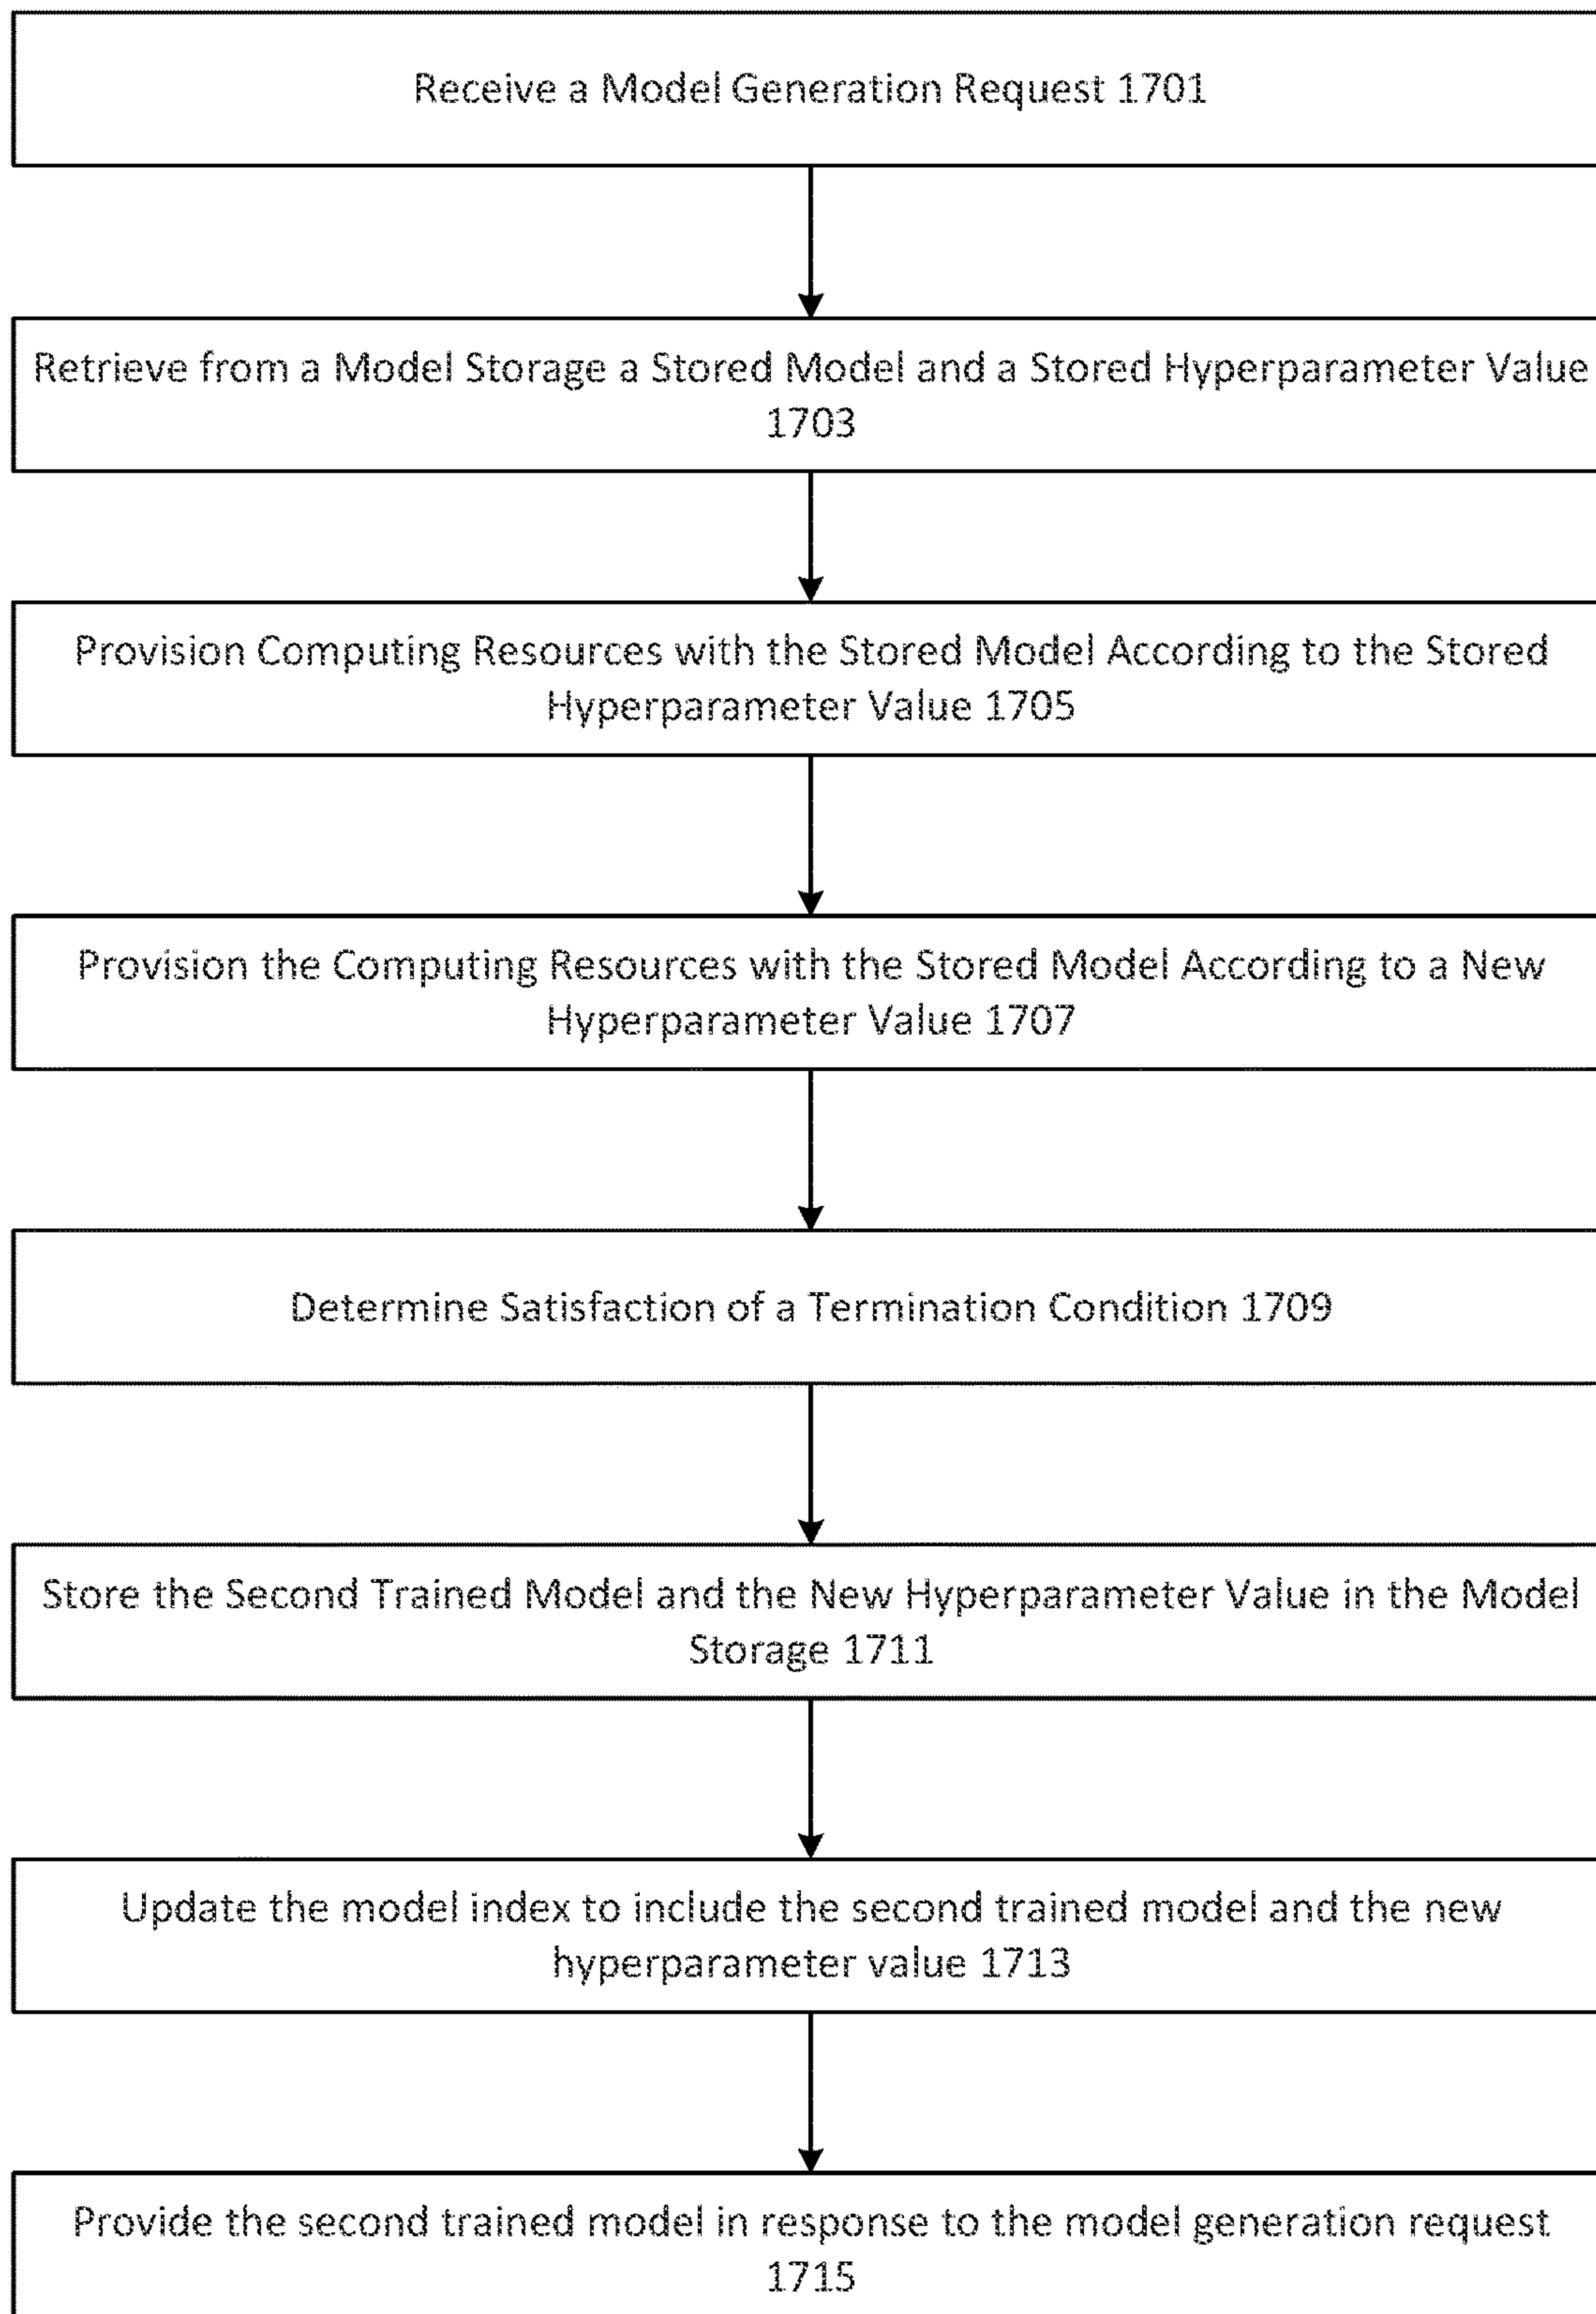 Receive a Model Generation Request 1701
Retrieve from a Model Storage a Stored Model and a Stored Hyperparameter Value
1703
Provision Computing Resources with the Stored Model According to the Stored
Hyperparameter Value 1705
Provision the Computing Resources with the Stored Model According to a New
Hyperparameter Value 1707
Determine Satisfaction of a Termination Condition 1709
Store the Second Trained Model and the New Hyperparameter Value in the Model
Storage 1711
Update the model index to include the second trained model and the new
hyperparameter value 1713
Provide the second trained model in response to the model generation request
1715